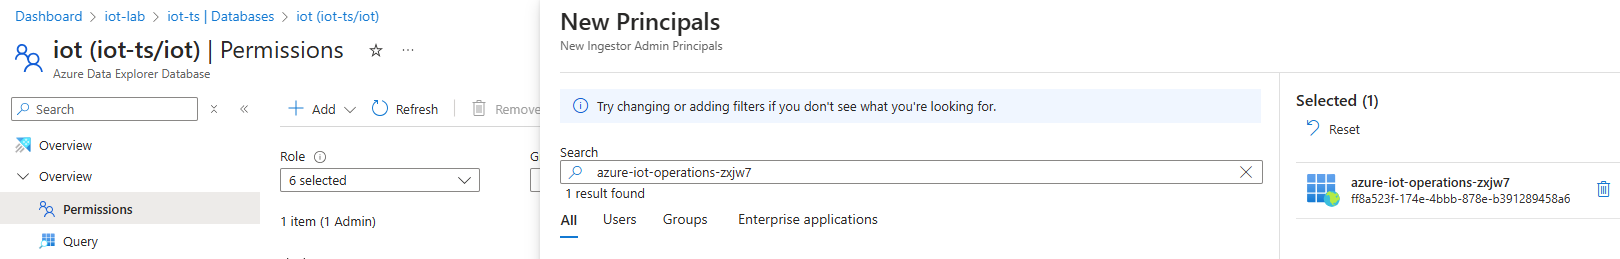 Dashboard > iot-lab > iot-ts | Databases > iot (iot-ts/iot)
iot (iot-ts/iot) | Permissions
Azure Data Explorer Database
Search
Overview
Overview
Permissions
Query
Add
Refresh
Remove
Role
6 selected
1 item (1 Admin)
New Principals
New Ingestor Admin Principals
Try changing or adding filters if you don't see what you're looking for.
Search
azure-iot-operations-zxjw7
1 result found
All Users Groups Enterprise applications
Selected (1)
Reset
azure-iot-operations-zxjw7
ff8a523f-174e-4bbb-878e-b391289458a6